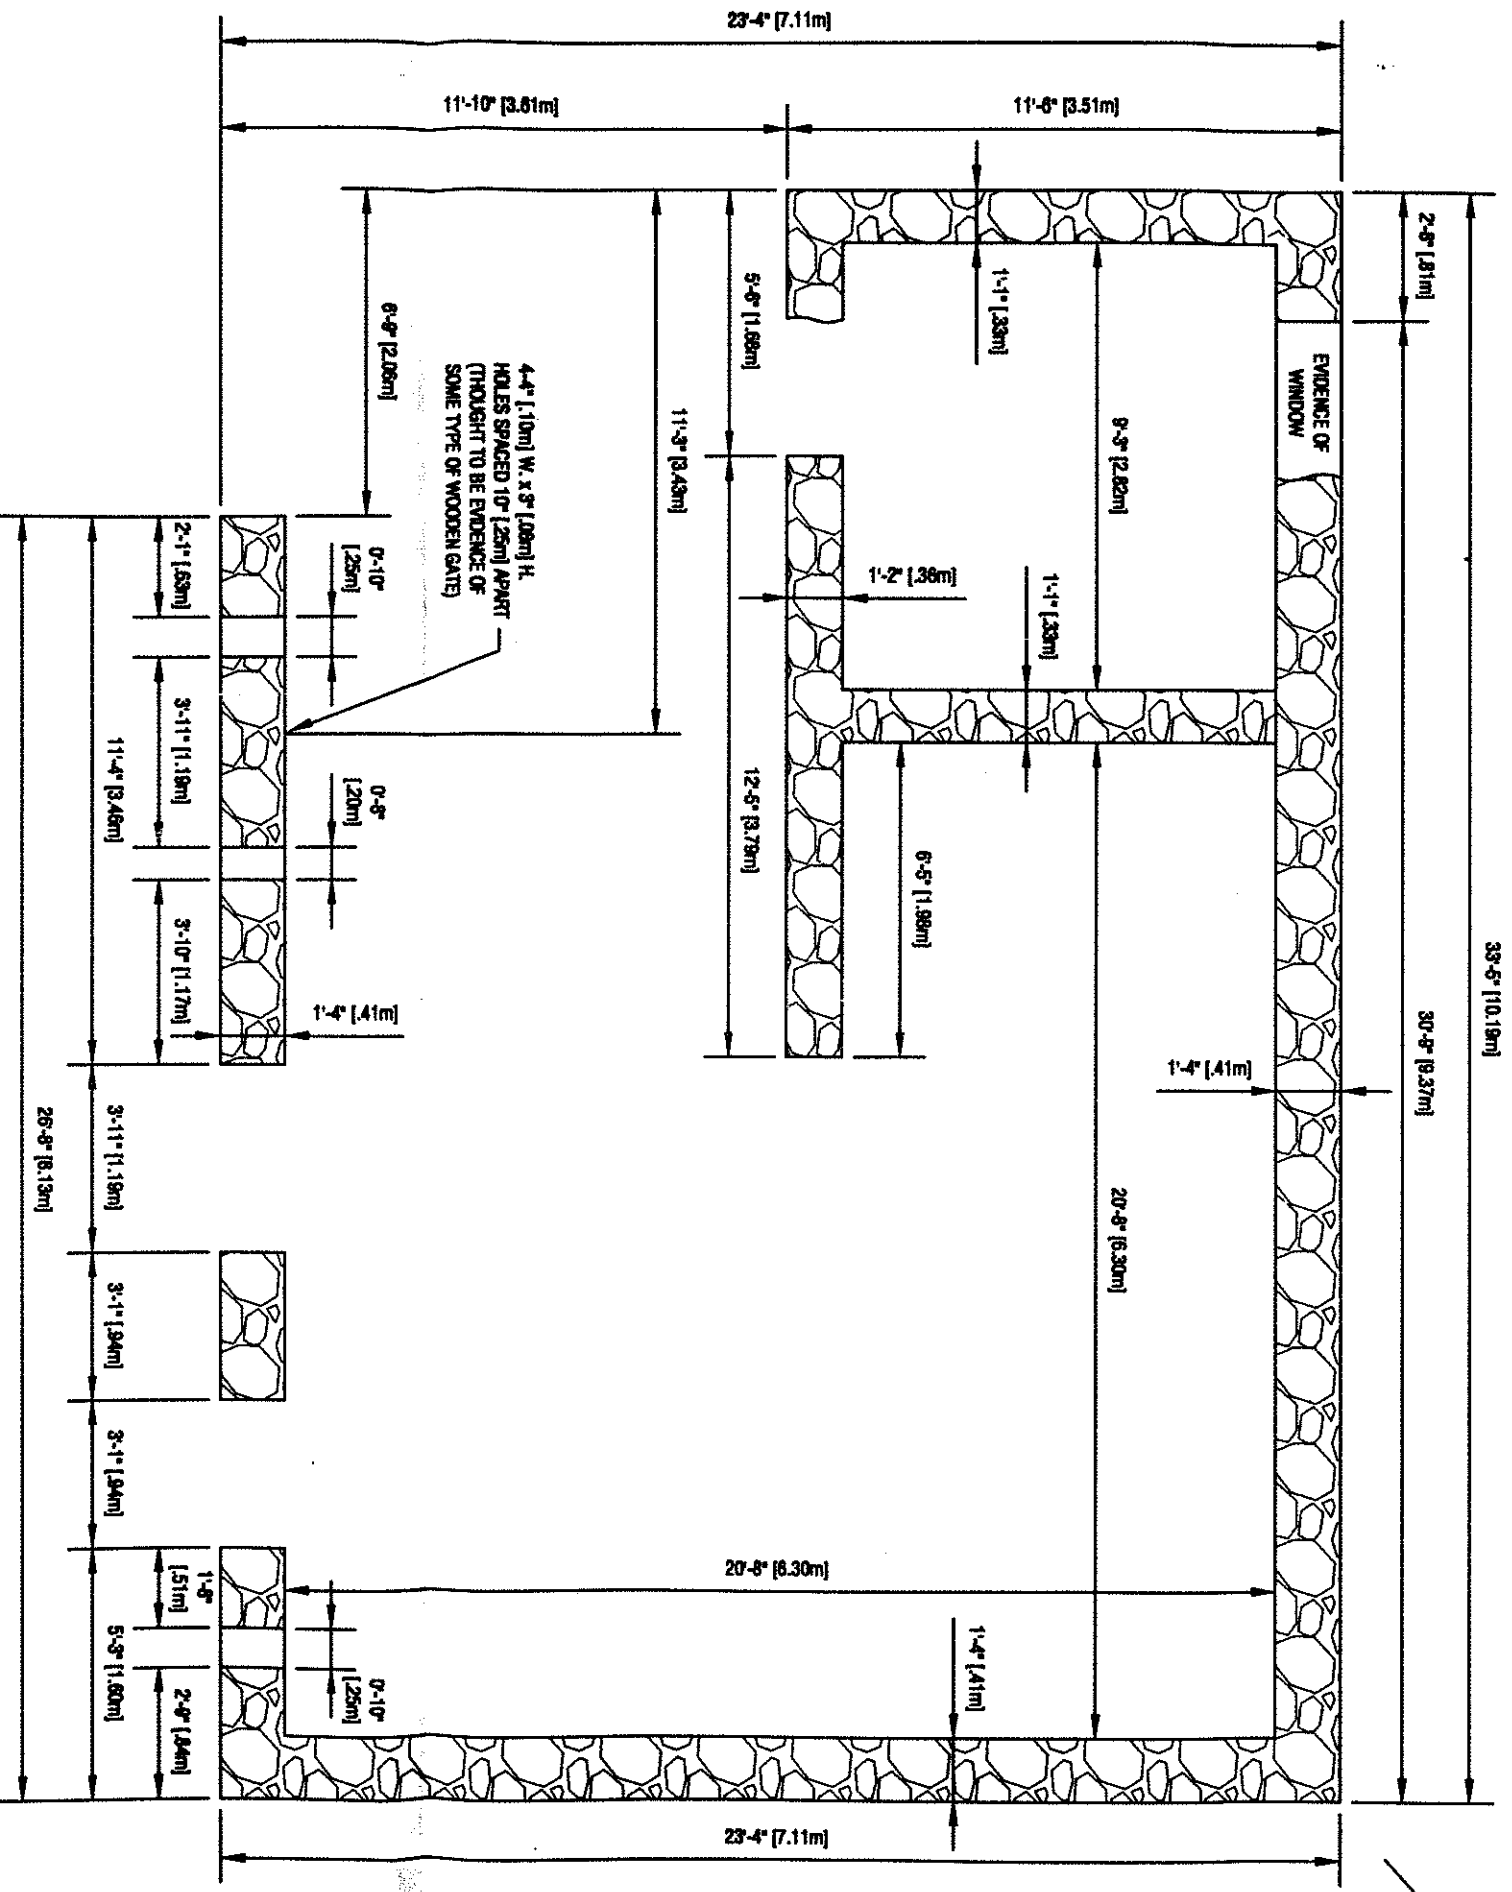 23'-4" [7.11m]
11'-10" [3.61m]
11'-6" [3.51m]
33'-5" [10.19m]
2'-8" [.81m]
30'-9" [9.37m]
EVIDENCE OF
WINDOW
1'-1" [.33m]
9'-3" [2.82m]
5'-6" [1.68m]
11'-3" [3.43m]
6'-9" [2.06m]
4-4" [.10m] W. x 3" [.08m] H.
HOLES SPACED 10" [.25m] APART
(THOUGHT TO BE EVIDENCE OF
SOME TYPE OF WOODEN GATE)
1'-2" [.36m]
1'-1" [.33m]
12'-5" [3.79m]
6'-5" [1.98m]
20'-8" [6.30m]
1'-4" [.41m]
0'-10"
[.25m]
2'-1" [.63m]
3'-11" [1.19m]
0'-8"
[.20m]
3'-10" [1.17m]
11'-4" [3.46m]
1'-4" [.41m]
3'-11" [1.19m]
3'-1" [.94m]
3'-1" [.94m]
26'-8" [8.13m]
20'-8" [6.30m]
1'-8"
[.51m]
0'-10"
[.25m]
2'-9" [.84m]
5'-3" [1.60m]
1'-4" [.41m]
23'-4" [7.11m]